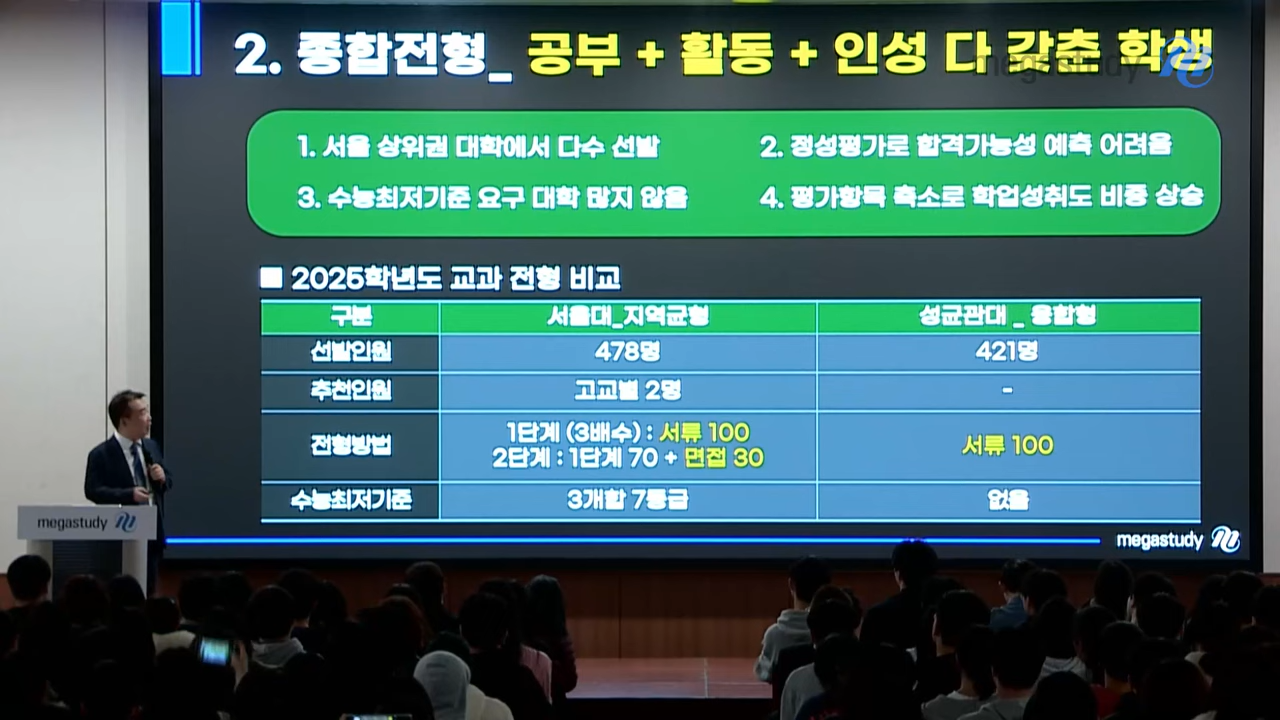 2. 종합전형_ 공부 + 활동 + 인성 다 갖춘 학생
megastudy
1. 서울 상위권 대학에서 다수 선발
2. 정성평가로 합격가능성 예측 어려움
3. 수능최저기준 요구 대학 많지 않음
4. 평가항목 축소로 학업성취도 비중 상승
■ 2025학년도 교과 전형 비교
구분 서울대_지역균형 성균관대 _ 융합형
선발인원 478명 421명
추천인원 고교별 2명 -
전형방법 1단계 (3배수) : 서류 100
2단계 : 1단계 70 + 면접 30
서류 100
수능최저기준 3개합 7등급 없음
megastudy
megastudy